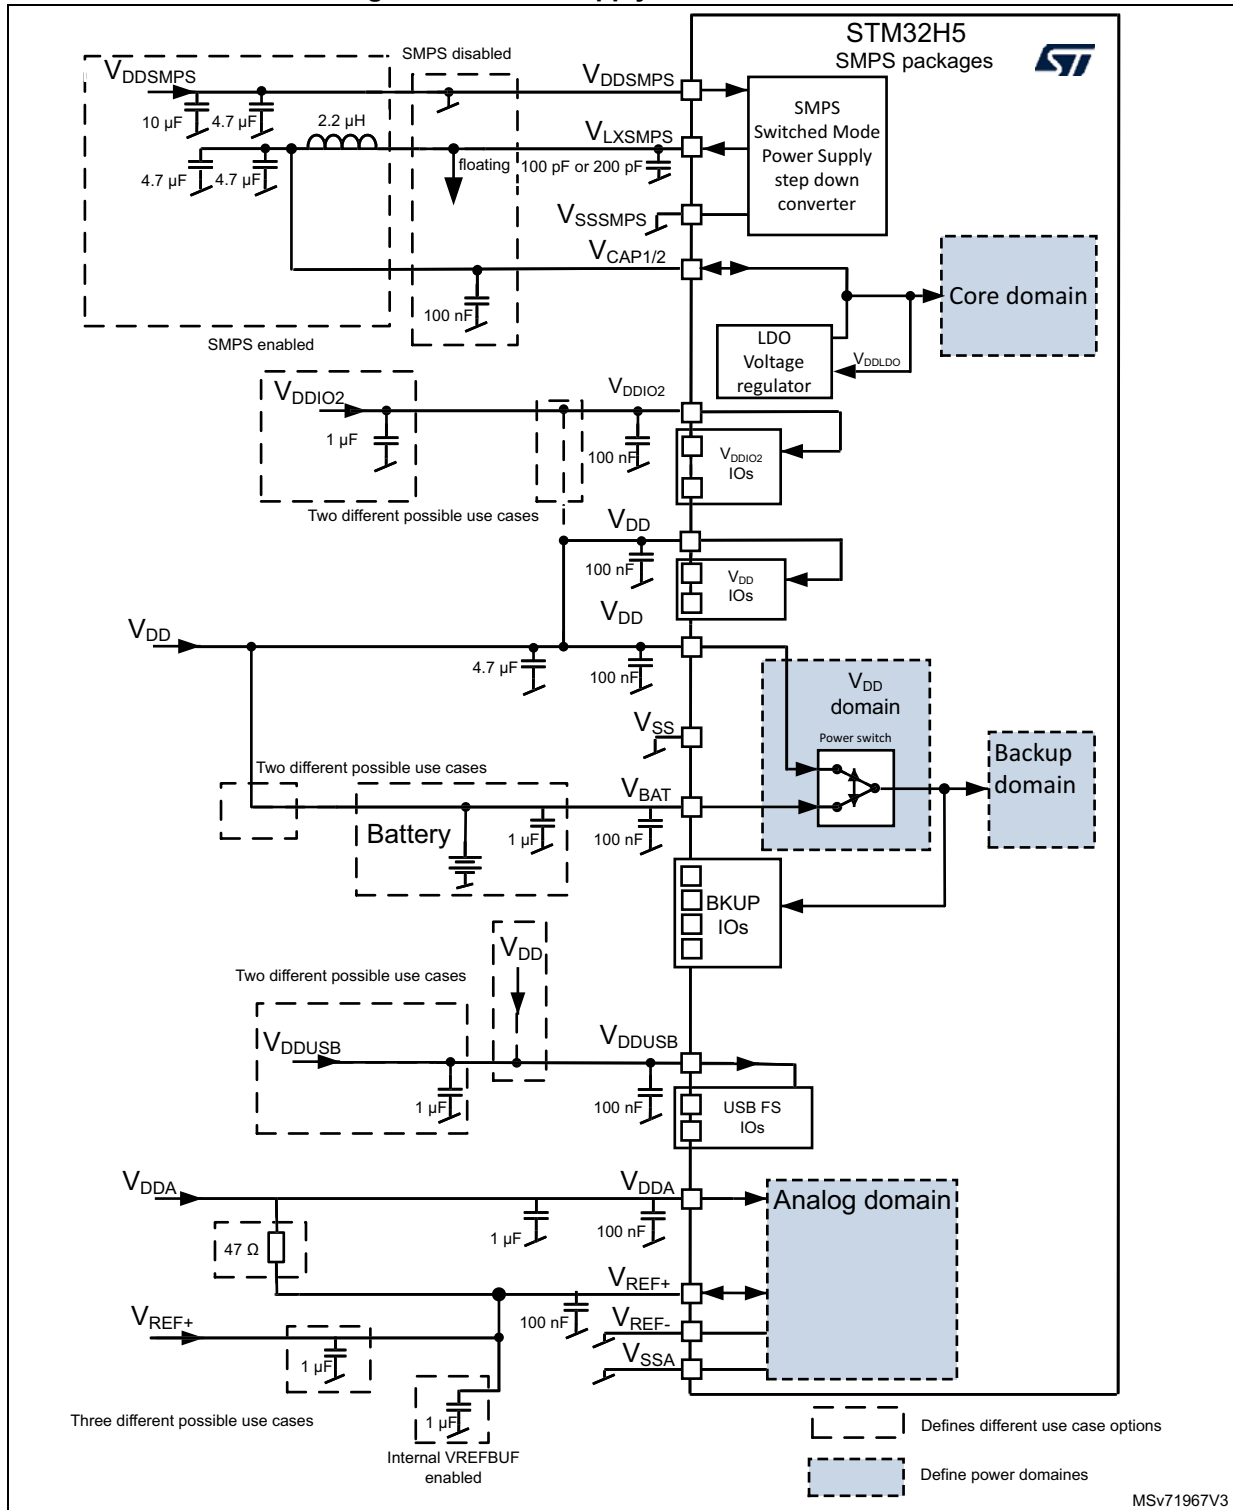 STM32H5
SMPS packages
SMPS disabled
VDDSMPS
VDDSMPS
10 µF
4.7 µF
2.2 µH
SMPS
Switched Mode
Power Supply
step down
converter
VLXSMPS
floating
100 pF or 200 pF
4.7 µF
4.7 µF
VSSSMPS
VCAP1/2
100 nF
Core domain
SMPS enabled
LDO
Voltage
regulator
VDDLDO
VDDIO2
VDDIO2
1 µF
100 nF
VDDIO2
IOs
Two different possible use cases
VDD
100 nF
VDD
IOs
VDD
VDD
4.7 µF
100 nF
VDD
domain
Power switch
VSS
Backup
domain
Two different possible use cases
VBAT
Battery
1 µF
100 nF
BKUP
IOs
VDD
Two different possible use cases
VDDUSB
VDDUSB
1 µF
100 nF
USB FS
IOs
VDDA
VDDA
Analog domain
1 µF
100 nF
47 Ω
VREF+
VREF+
100 nF
VREF-
VSSA
1 µF
1 µF
Three different possible use cases
Internal VREFBUF
enabled
Defines different use case options
Define power domaines
MSv71967V3